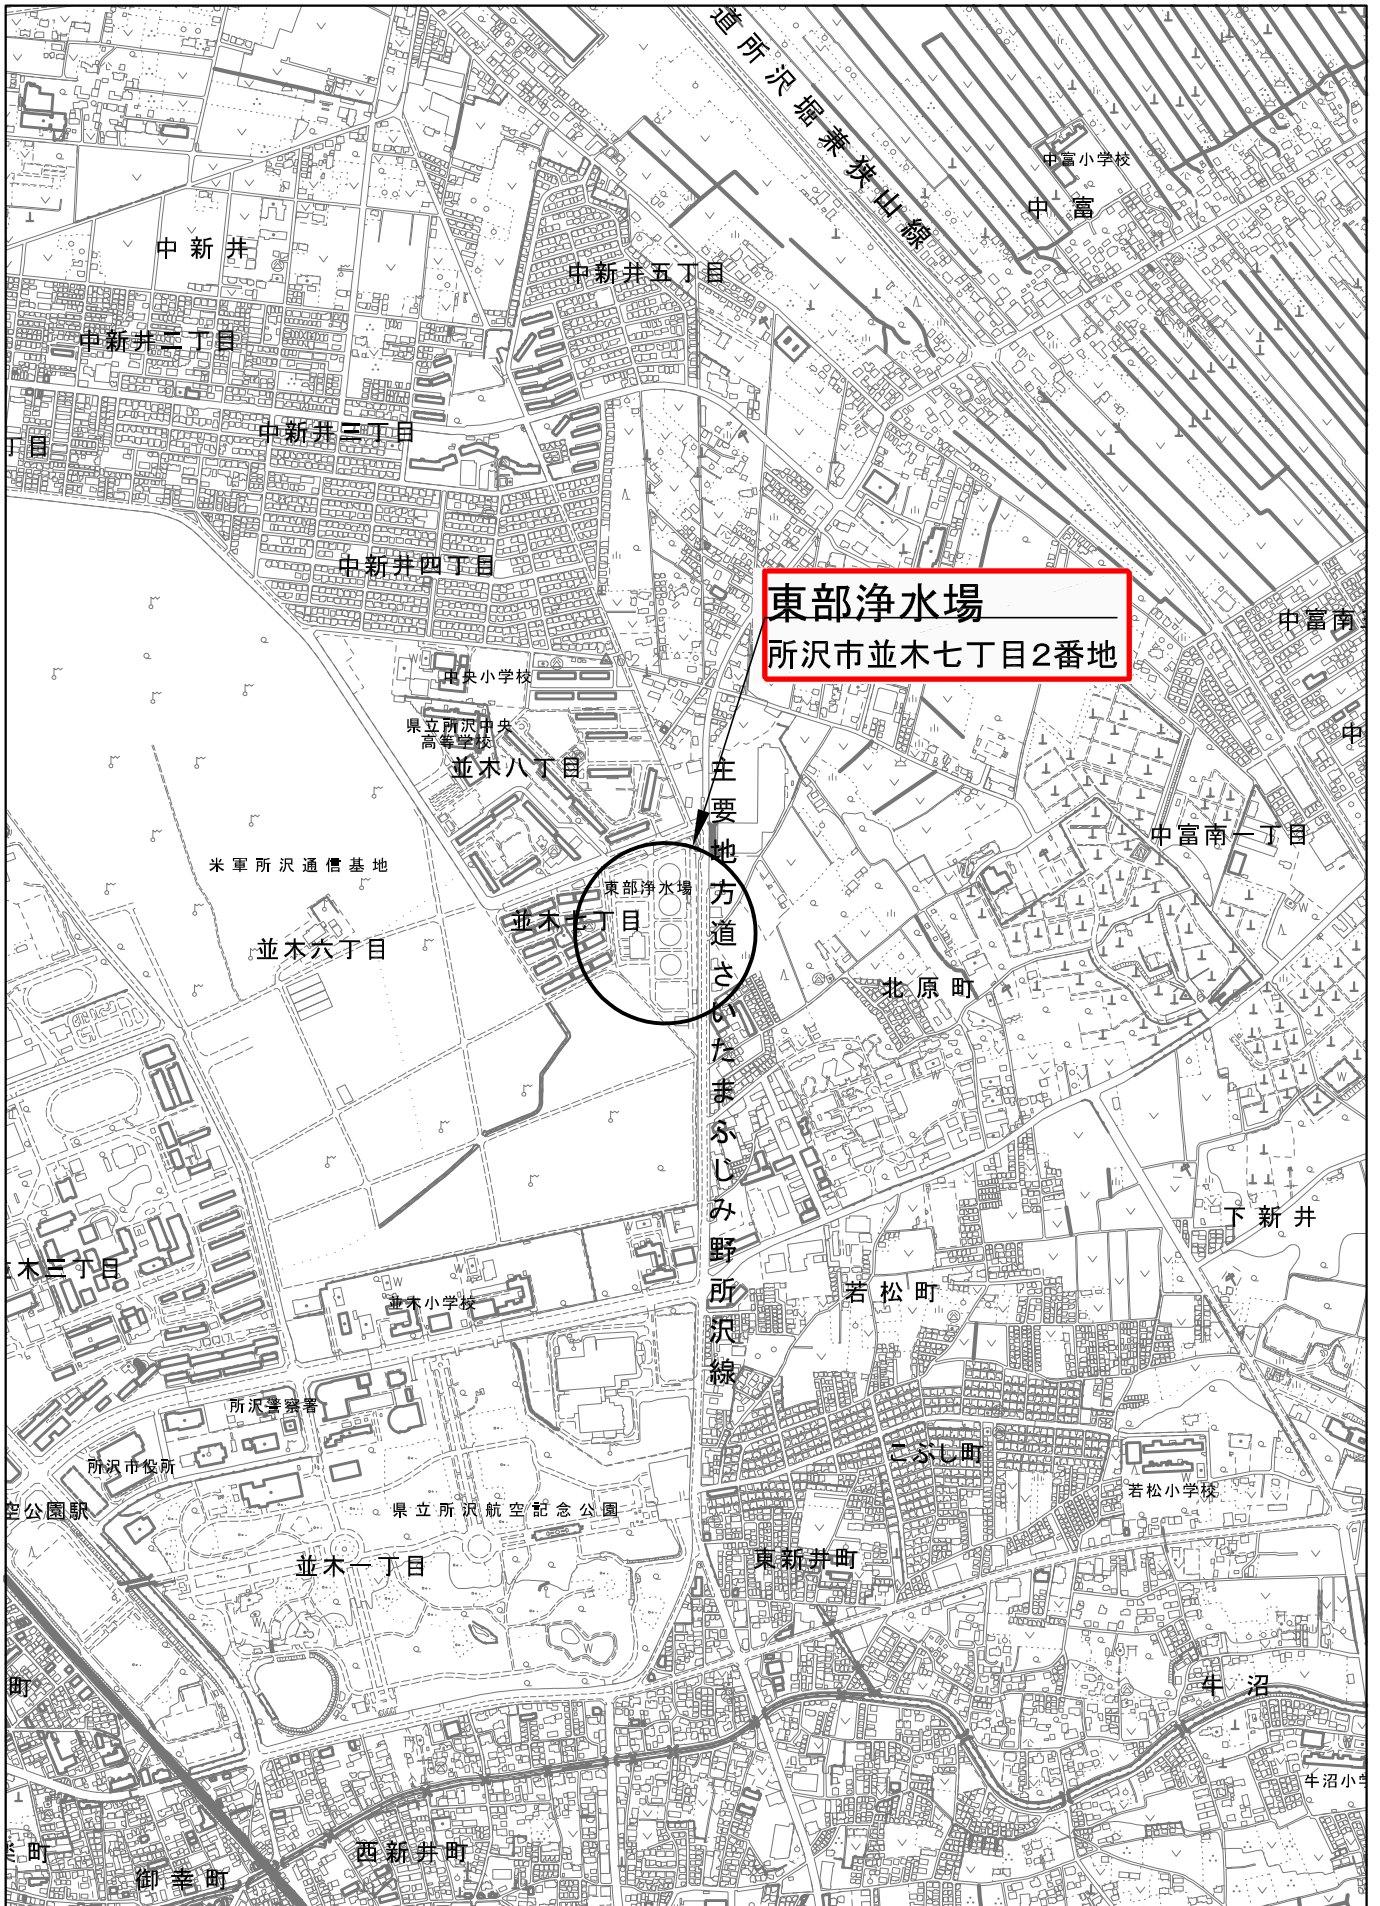 道所沢堀兼狭山線
中富小学校
中富
中新井
中新井五丁目
中新井二丁目
中新井三丁目
丁目
中新井四丁目
東部浄水場
所沢市並木七丁目2番地
中富南
中央小学校
県立所沢中央
高等学校
並木八丁目
中
主要地方道さいたまふじみ野所沢線
中富南一丁目
米軍所沢通信基地
東部浄水場
並木七丁目
並木六丁目
北原町
下新井
木三丁目
若松町
並木小学校
所沢警察署
こぶし町
所沢市役所
若松小学校
空公園駅
県立所沢航空記念公園
東新井町
並木一丁目
町
牛沼
牛沼小学
町
西新井町
御幸町